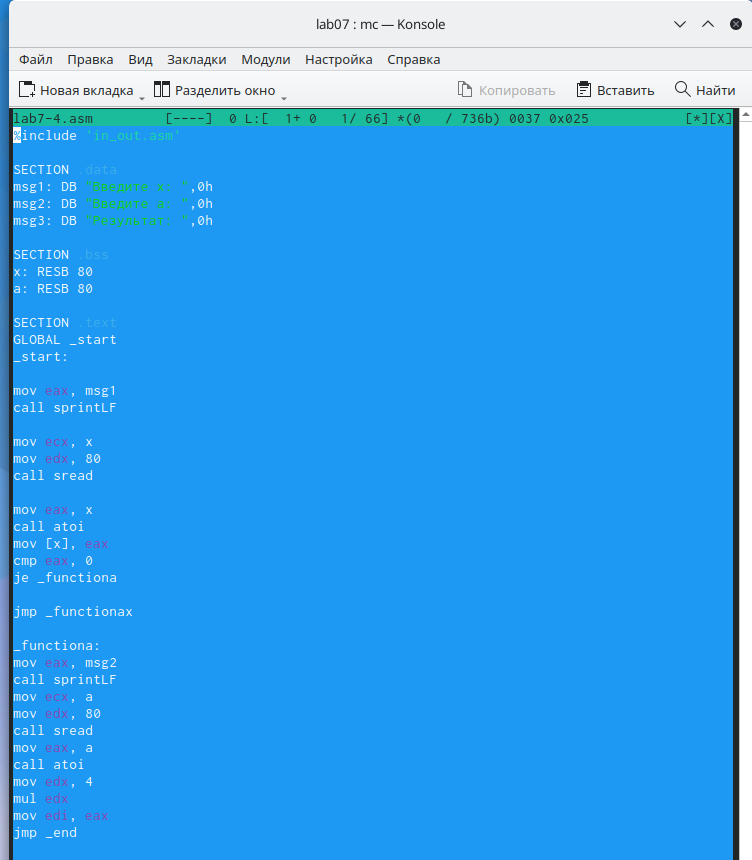 lab07 : mc — Konsole
Файл Правка Вид Закладки Модули Настройка Справка
Новая вкладка Разделить окно Копировать Вставить Найти
lab7-4.asm [----] 0 L:[ 1+ 0 1/ 66] *(0 / 736b) 0037 0x025 [*][X]
%include 'in_out.asm'
SECTION .data
msg1: DB "Введите x: ",0h
msg2: DB "Введите a: ",0h
msg3: DB "Результат: ",0h
SECTION .bss
x: RESB 80
a: RESB 80
SECTION .text
GLOBAL _start
_start:
mov eax, msg1
call sprintLF
mov ecx, x
mov edx, 80
call sread
mov eax, x
call atoi
mov [x], eax
cmp eax, 0
je _functiona
jmp _functionax
_functiona:
mov eax, msg2
call sprintLF
mov ecx, a
mov edx, 80
call sread
mov eax, a
call atoi
mov edx, 4
mul edx
mov edi, eax
jmp _end